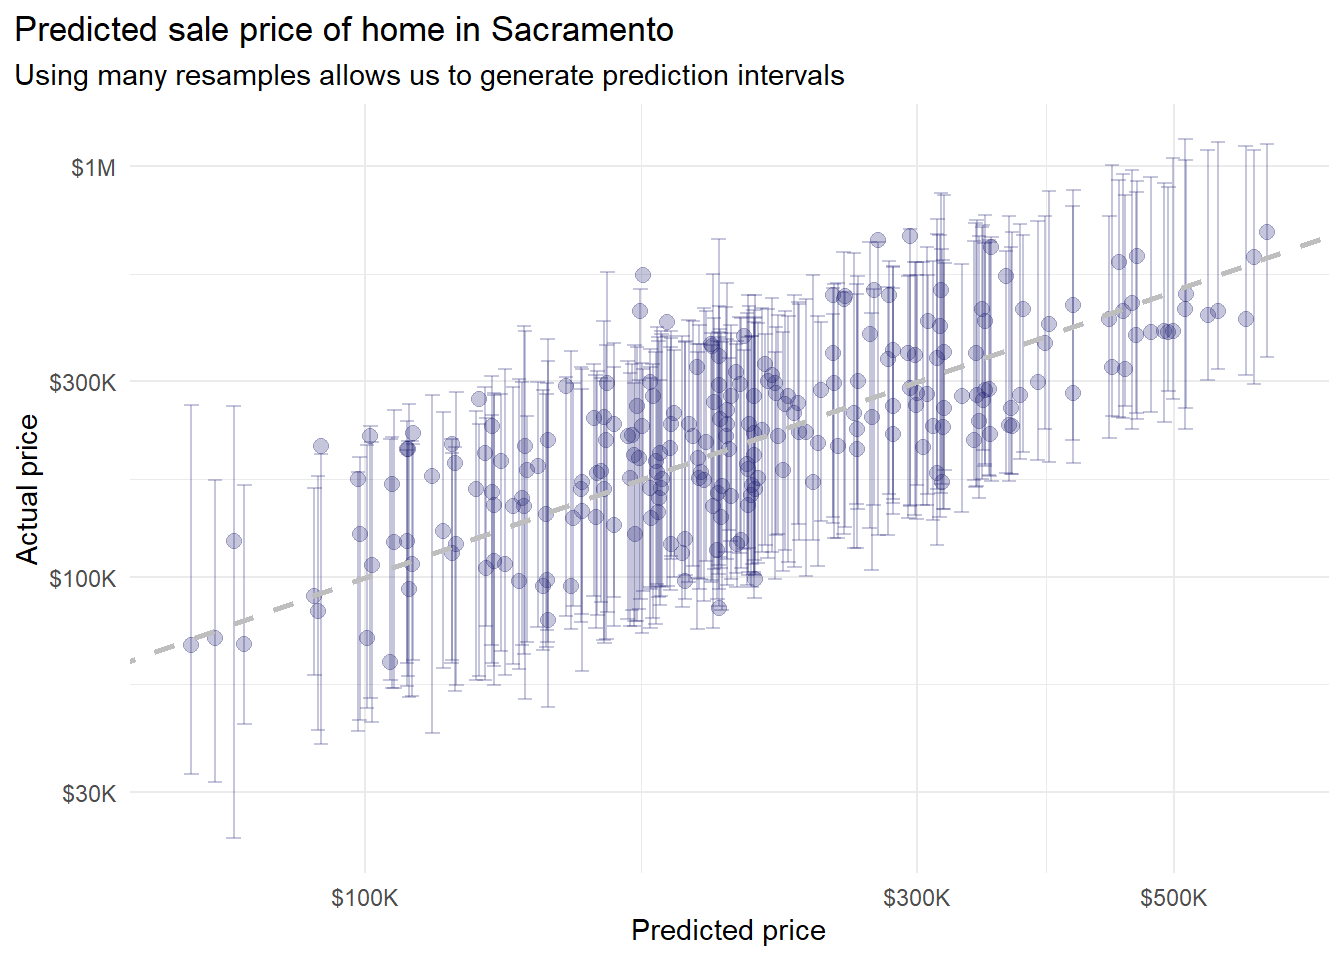 Predicted sale price of home in Sacramento
Using many resamples allows us to generate prediction intervals
$1M
$300K
$100K
$30K
Actual price
$100K
$300K
$500K
Predicted price